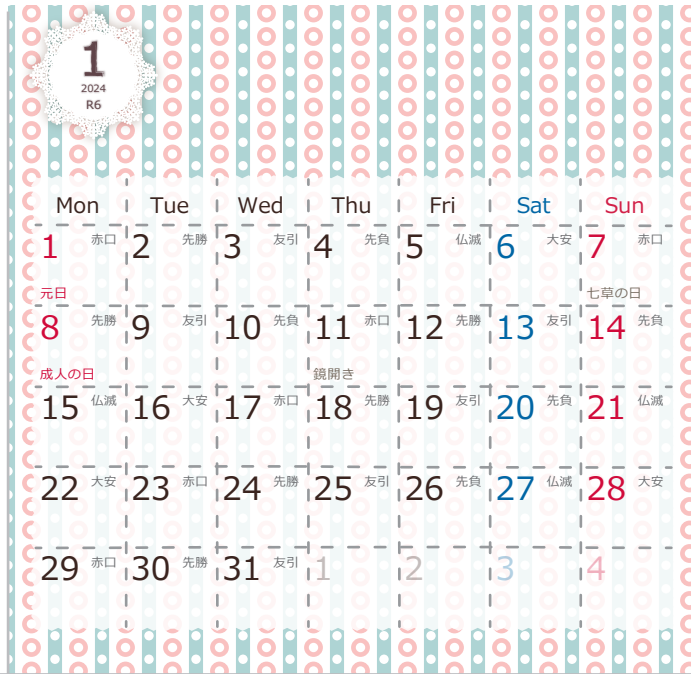 1
2024
R6
Mon Tue Wed Thu Fri Sat Sun
1 赤口 2 先勝 3 友引 4 先負 5 仏滅 6 大安 7 赤口
元日 七草の日
8 先勝 9 友引 10 先負 11 赤口 12 先勝 13 友引 14 先負
成人の日 鏡開き
15 仏滅 16 大安 17 赤口 18 先勝 19 友引 20 先負 21 仏滅
22 大安 23 赤口 24 先勝 25 友引 26 先負 27 仏滅 28 大安
29 赤口 30 先勝 31 友引 1 2 3 4